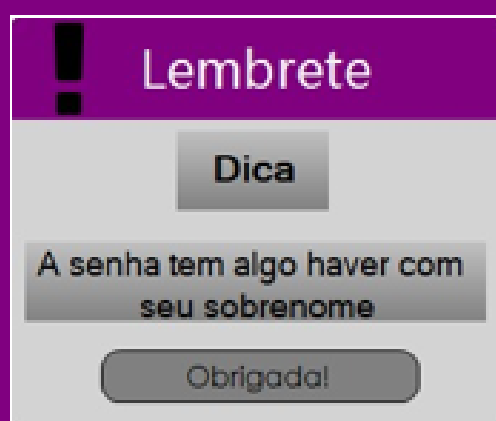 ! Lembrete
Dica
A senha tem algo haver com
seu sobrenome
Obrigada!